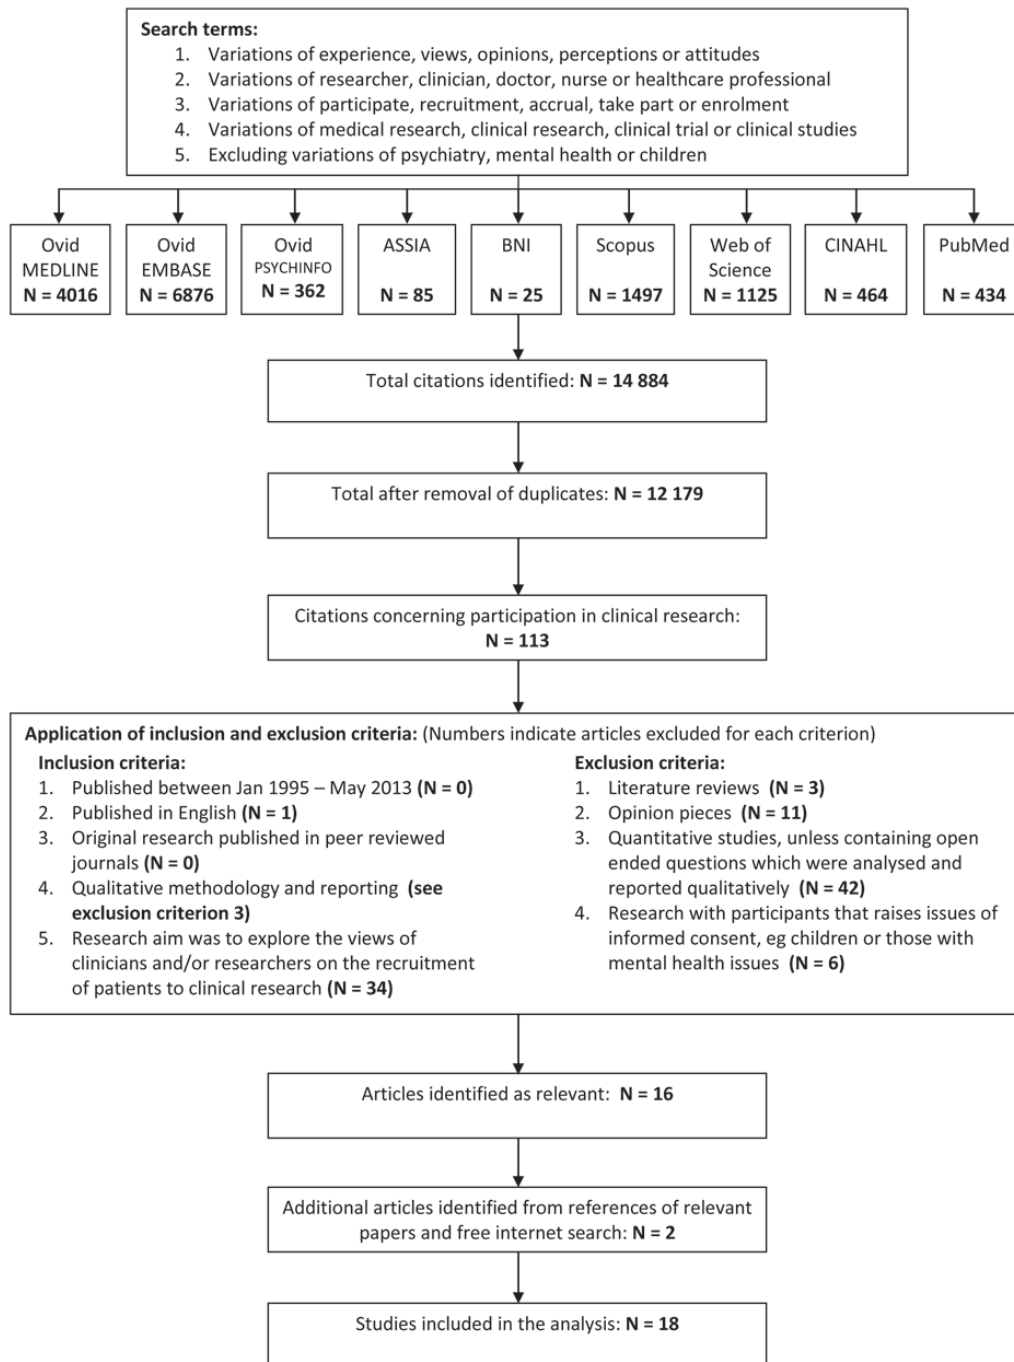 Search terms:
1. Variations of experience, views, opinions, perceptions or attitudes
2. Variations of researcher, clinician, doctor, nurse or healthcare professional
3. Variations of participate, recruitment, accrual, take part or enrolment
4. Variations of medical research, clinical research, clinical trial or clinical studies
5. Excluding variations of psychiatry, mental health or children
Ovid
MEDLINE
N = 4016
Ovid
EMBASE
N = 6876
Ovid
PSYCHINFO
N = 362
ASSIA
N = 85
BNI
N = 25
Scopus
N = 1497
Web of
Science
N = 1125
CINAHL
N = 464
PubMed
N = 434
Total citations identified: N = 14 884
Total after removal of duplicates: N = 12 179
Citations concerning participation in clinical research:
N = 113
Application of inclusion and exclusion criteria: (Numbers indicate articles excluded for each criterion)
Inclusion criteria:
1. Published between Jan 1995 – May 2013 (N = 0)
2. Published in English (N = 1)
3. Original research published in peer reviewed
journals (N = 0)
4. Qualitative methodology and reporting (see
exclusion criterion 3)
5. Research aim was to explore the views of
clinicians and/or researchers on the recruitment
of patients to clinical research (N = 34)
Exclusion criteria:
1. Literature reviews (N = 3)
2. Opinion pieces (N = 11)
3. Quantitative studies, unless containing open
ended questions which were analysed and
reported qualitatively (N = 42)
4. Research with participants that raises issues of
informed consent, eg children or those with
mental health issues (N = 6)
Articles identified as relevant: N = 16
Additional articles identified from references of relevant
papers and free internet search: N = 2
Studies included in the analysis: N = 18